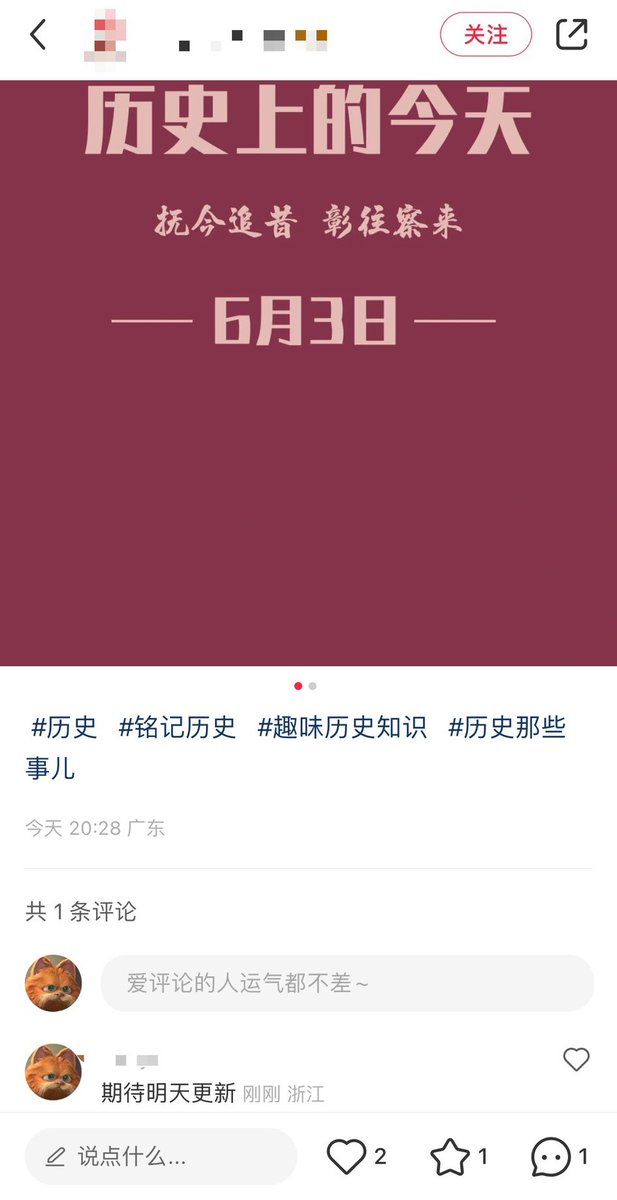 关注
历史上的今天
抚今追昔 彰往察来
6月3日
#历史 #铭记历史 #趣味历史知识 #历史那些
事儿
今天 20:28 广东
共 1 条评论
爱评论的人运气都不差~
期待明天更新 刚刚 浙江
说点什么... 2 1 1